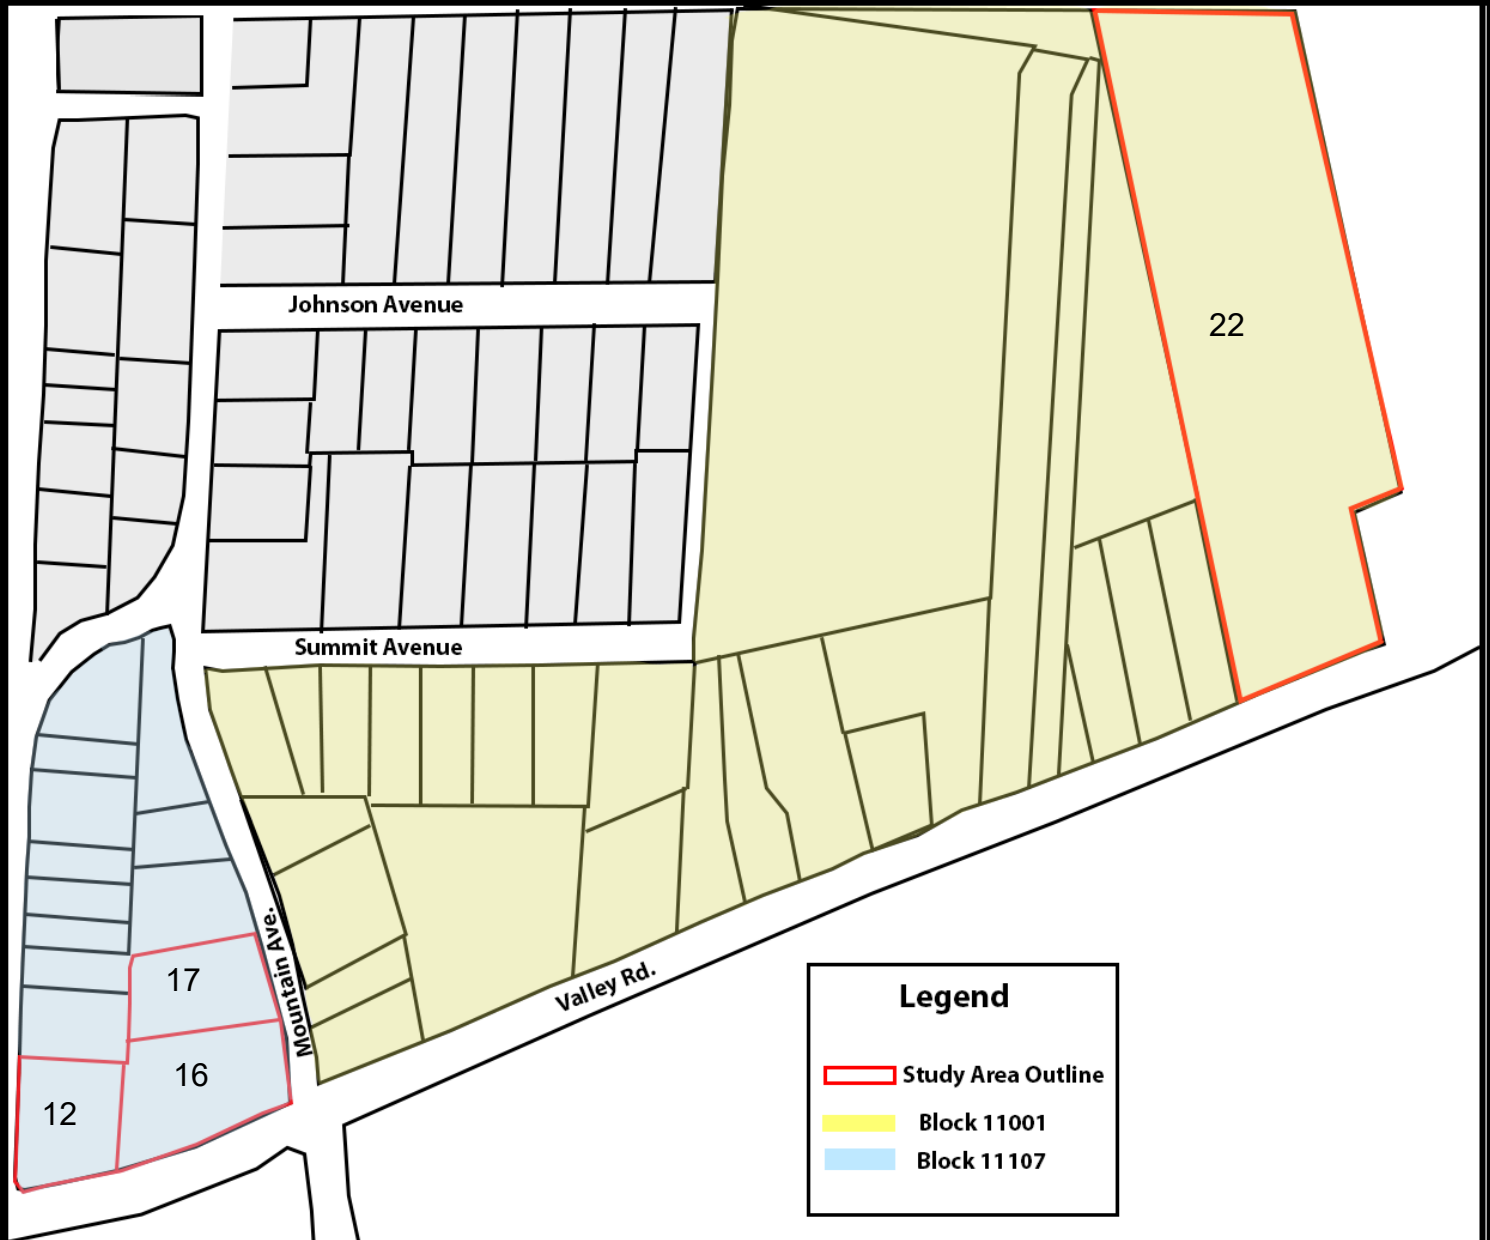 22
Johnson Avenue
Summit Avenue
17
Mountain Ave.
Valley Rd.
16
12
Legend
Study Area Outline
Block 11001
Block 11107